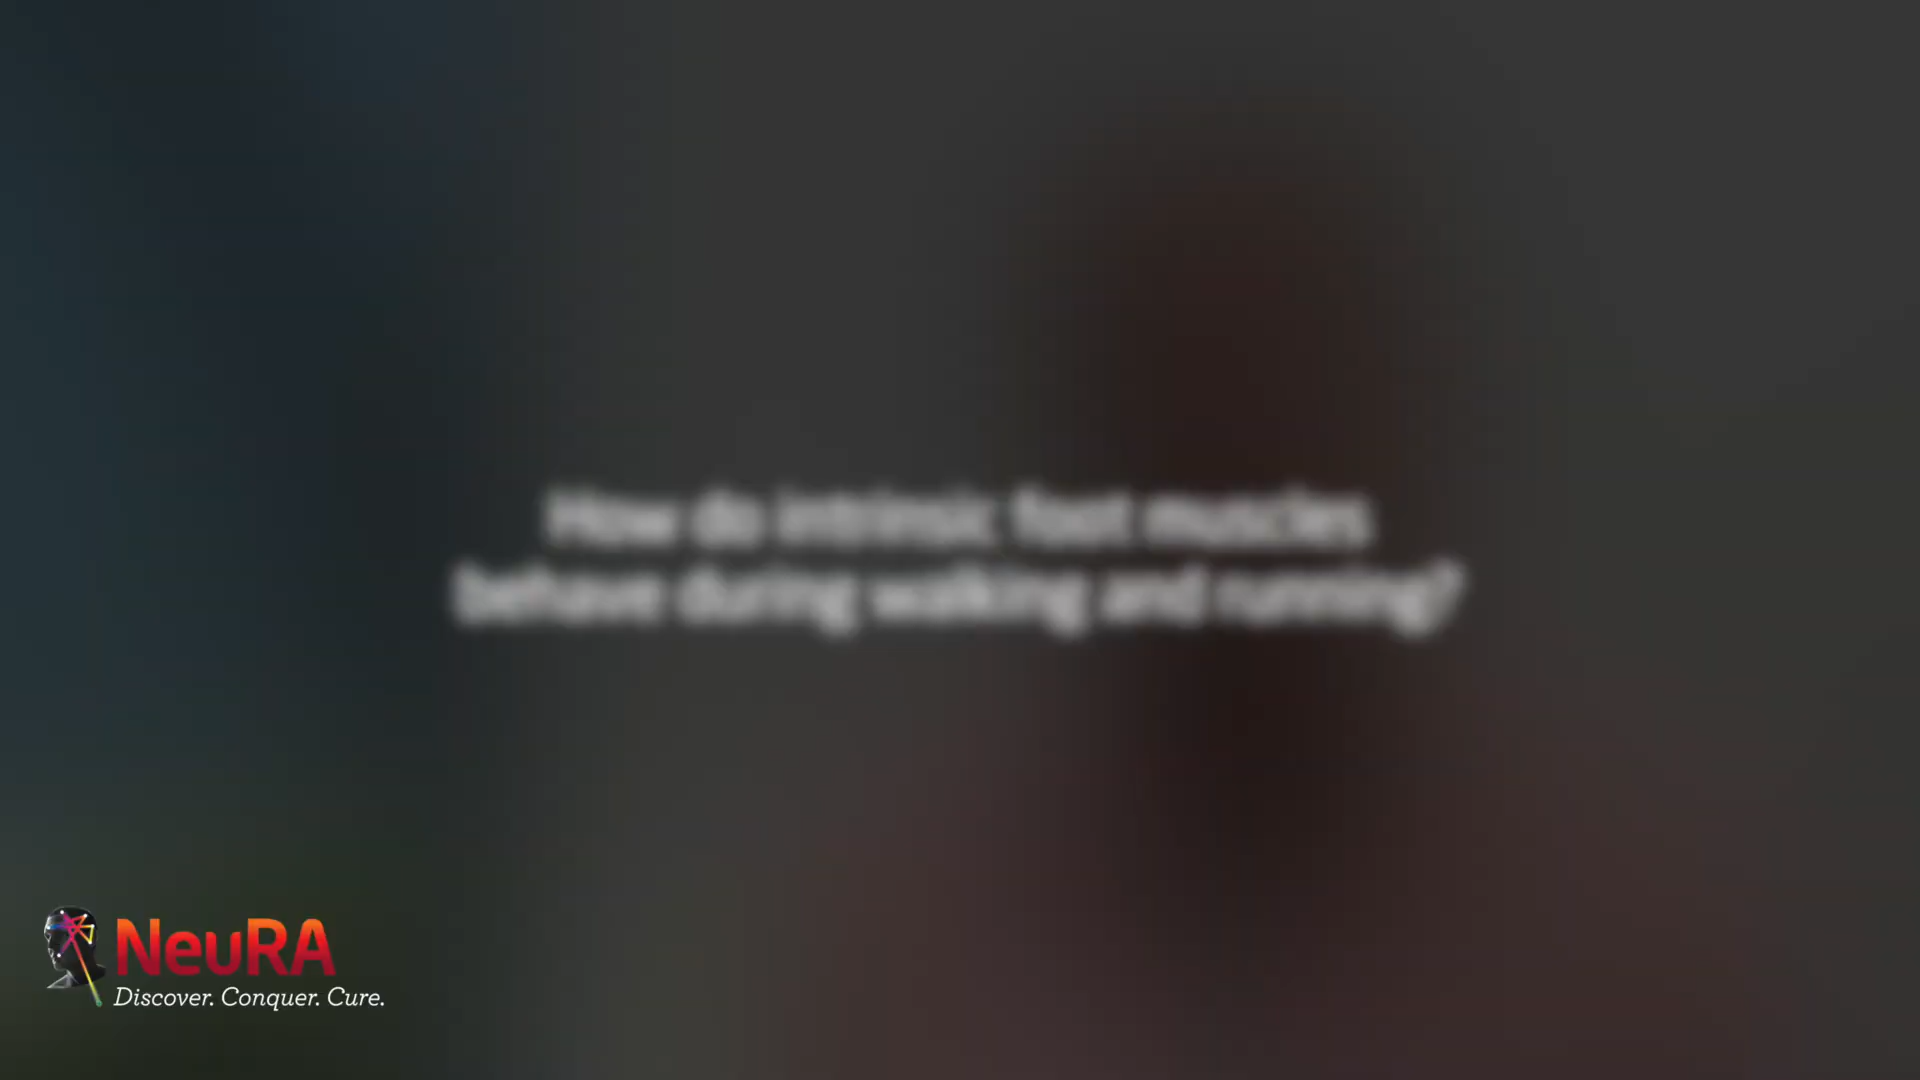 How do intrinsic foot muscles
behave during walking and running?
NeuRA
Discover. Conquer. Cure.